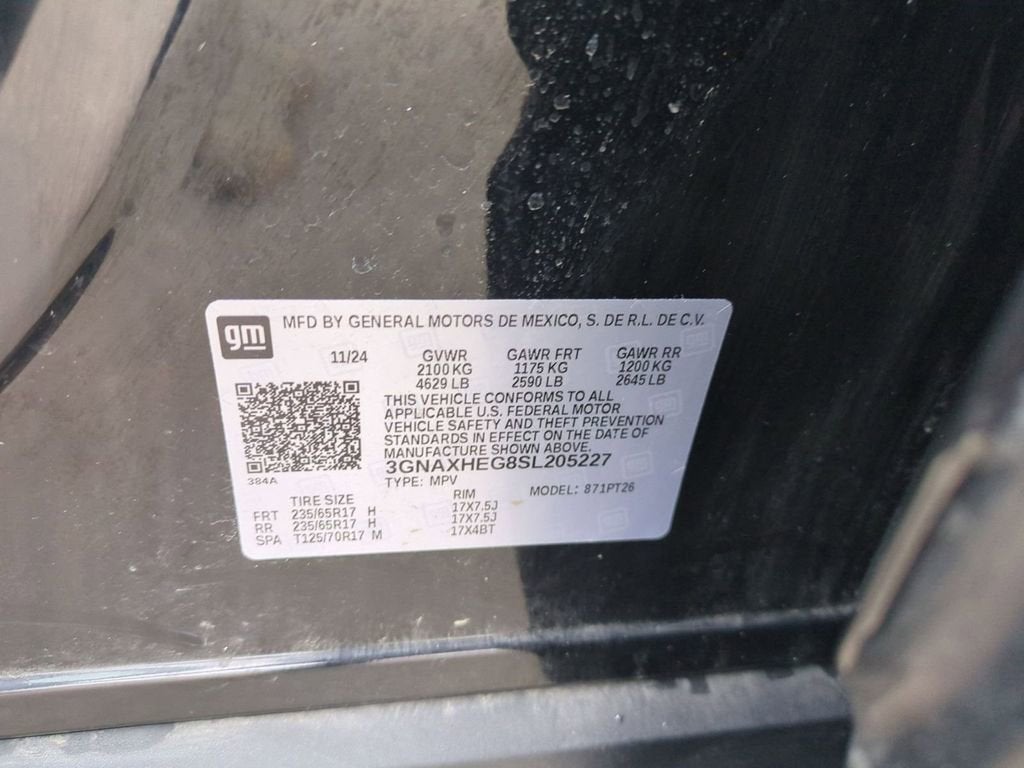 gm MFD BY GENERAL MOTORS DE MEXICO, S. DE R.L. DE C.V.
11/24 GVWR GAWR FRT GAWR RR
2100 KG 1175 KG 1200 KG
4629 LB 2590 LB 2645 LB
THIS VEHICLE CONFORMS TO ALL
APPLICABLE U.S. FEDERAL MOTOR
VEHICLE SAFETY AND THEFT PREVENTION
STANDARDS IN EFFECT ON THE DATE OF
MANUFACTURE SHOWN ABOVE.
3GNAXHEG8SL205227
384A TYPE: MPV MODEL: 871PT26
TIRE SIZE RIM
FRT 235/65R17 H 17X7.5J
RR 235/65R17 H 17X7.5J
SPA T125/70R17 M 17X4BT